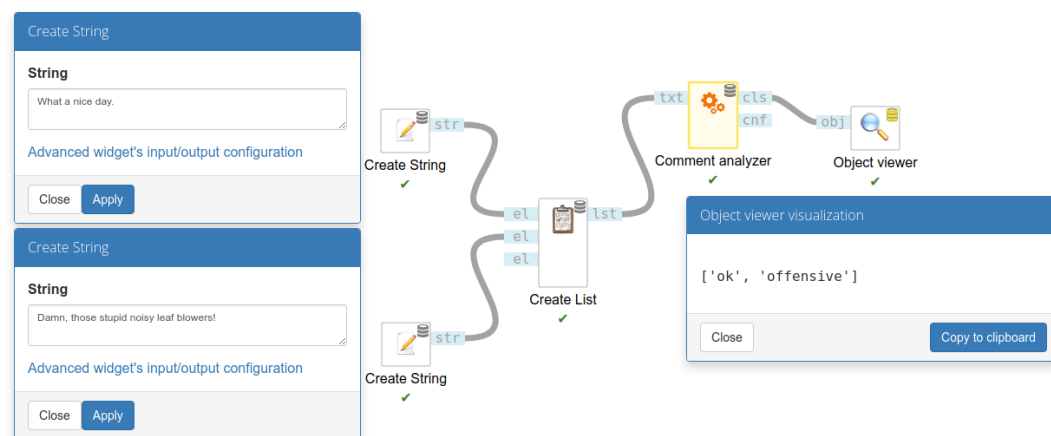 Create String
String
What a nice day.
Advanced widget's input/output configuration
Close Apply
Create String
String
Damn, those stupid noisy leaf blowers!
Advanced widget's input/output configuration
Close Apply
str
Create String
el lst
el
el
Create List
str
Create String
txt cls
cnf
Comment analyzer
obj
Object viewer
Object viewer visualization
['ok', 'offensive']
Close Copy to clipboard